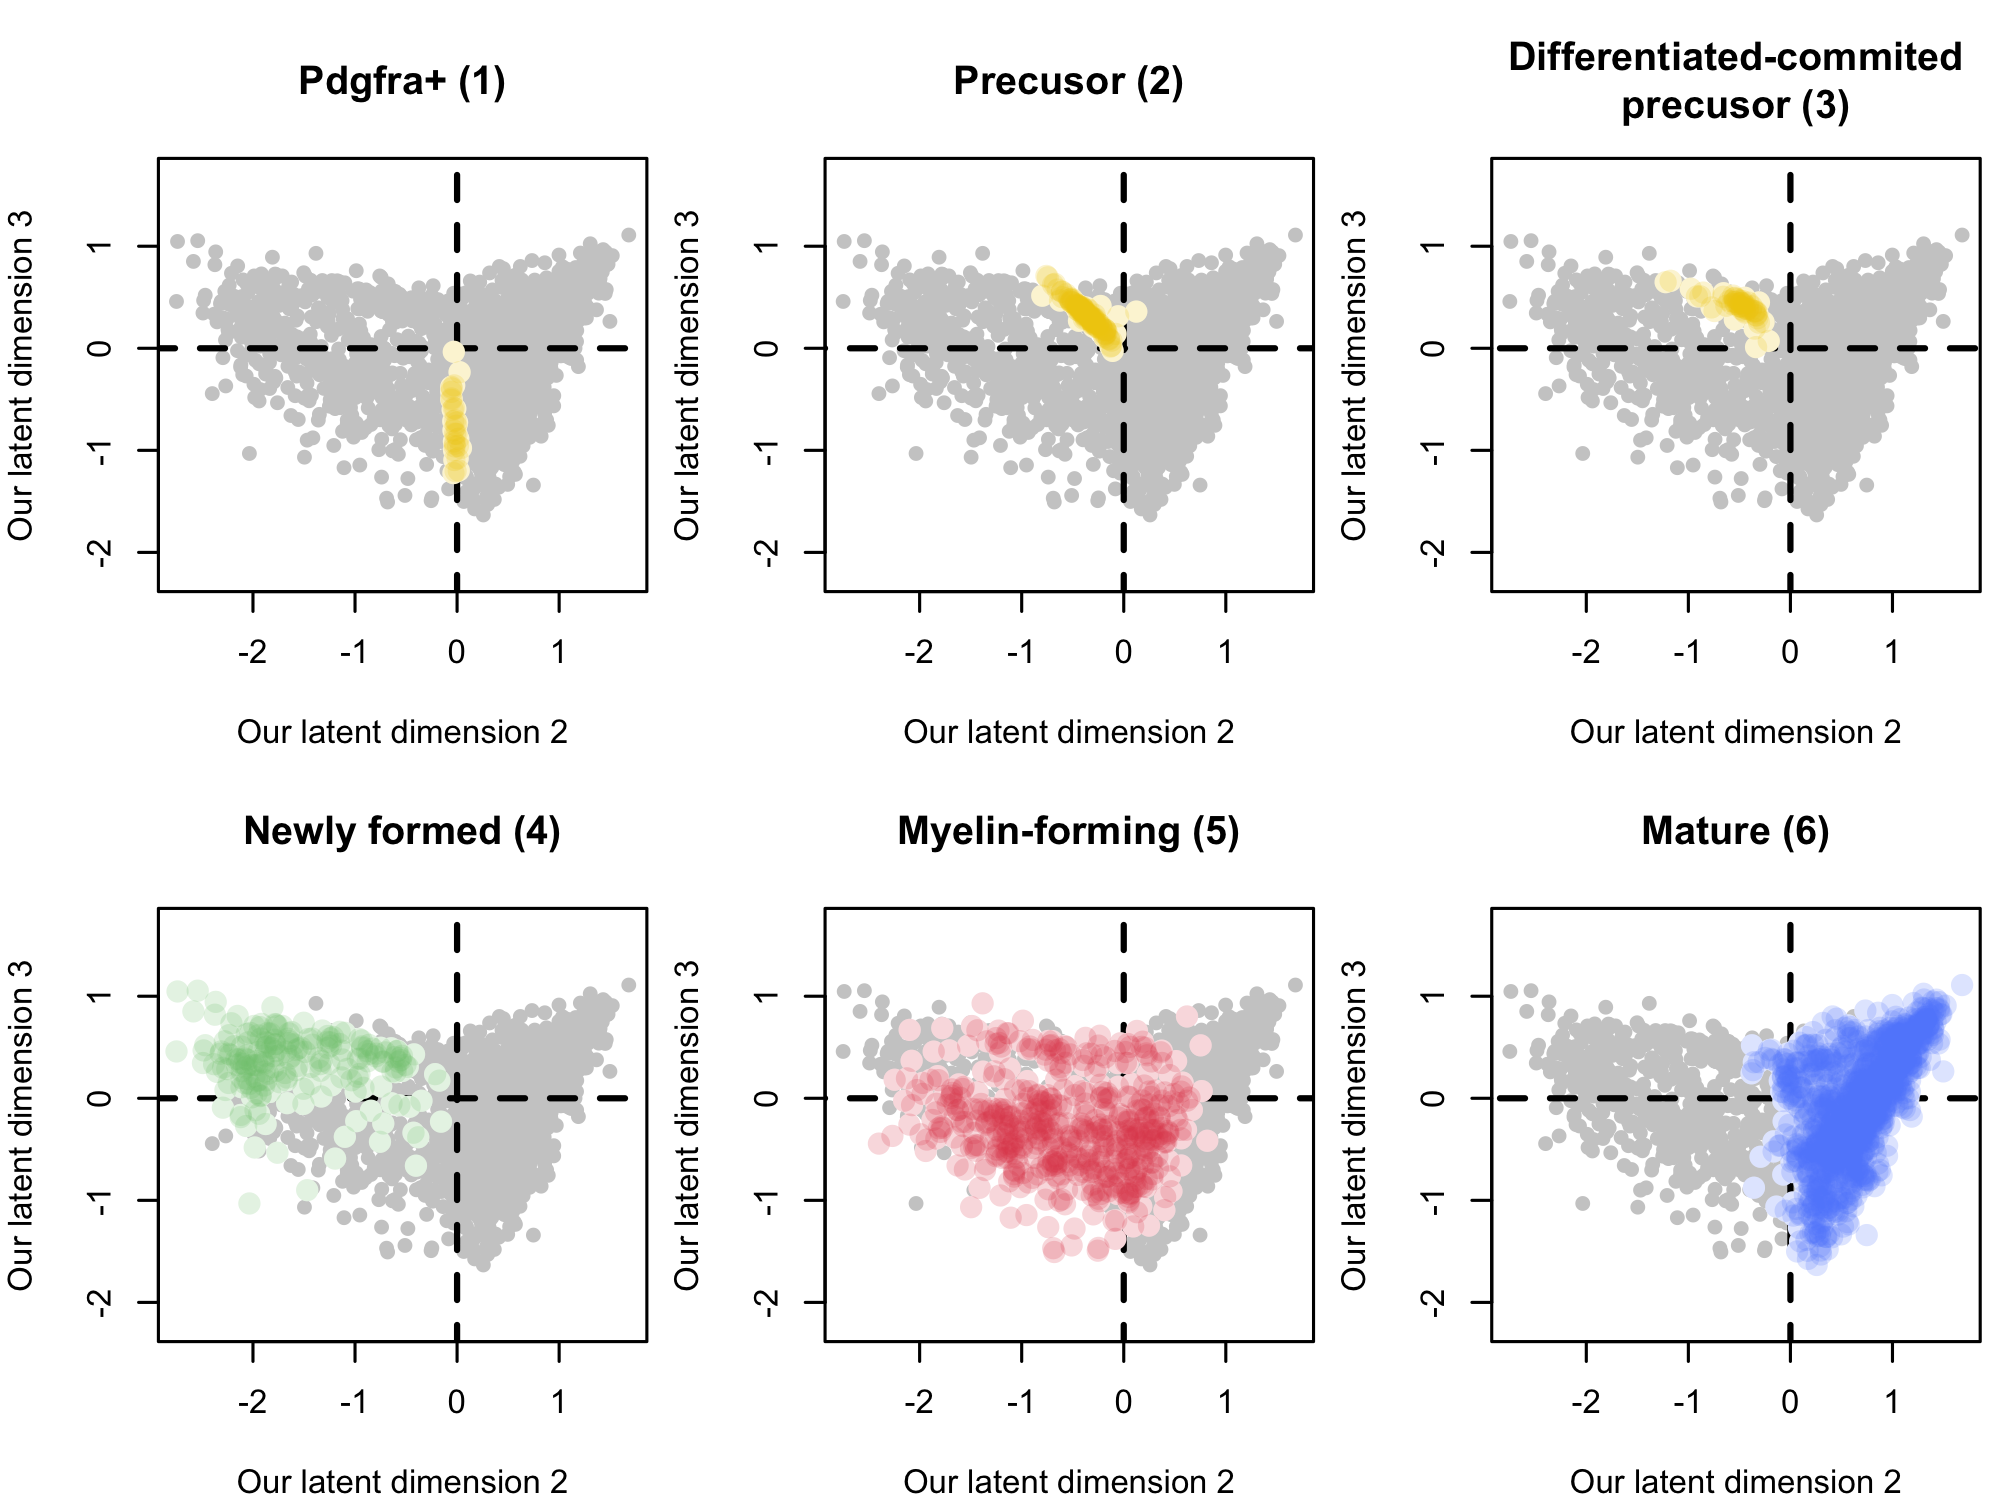 Pdgfra+ (1)
Precusor (2)
Differentiated-commited
precusor (3)
Our latent dimension 3
1
0
-1
-2
-2 -1 0 1
Our latent dimension 2
Our latent dimension 3
1
0
-1
-2
-2 -1 0 1
Our latent dimension 2
Our latent dimension 3
1
0
-1
-2
-2 -1 0 1
Our latent dimension 2
Newly formed (4)
Myelin-forming (5)
Mature (6)
Our latent dimension 3
1
0
-1
-2
-2 -1 0 1
Our latent dimension 2
Our latent dimension 3
1
0
-1
-2
-2 -1 0 1
Our latent dimension 2
Our latent dimension 3
1
0
-1
-2
-2 -1 0 1
Our latent dimension 2